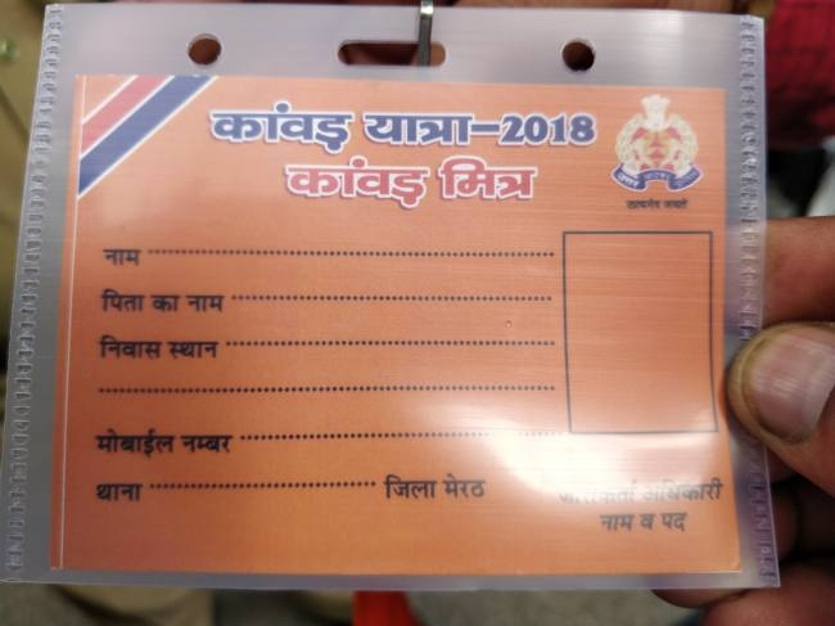 कांवड़ यात्रा-2018
कांवड़ मित्र
नाम
पिता का नाम
निवास स्थान
मोबाईल नम्बर
थाना जिला मेरठ
अधिकारी
नाम व पद